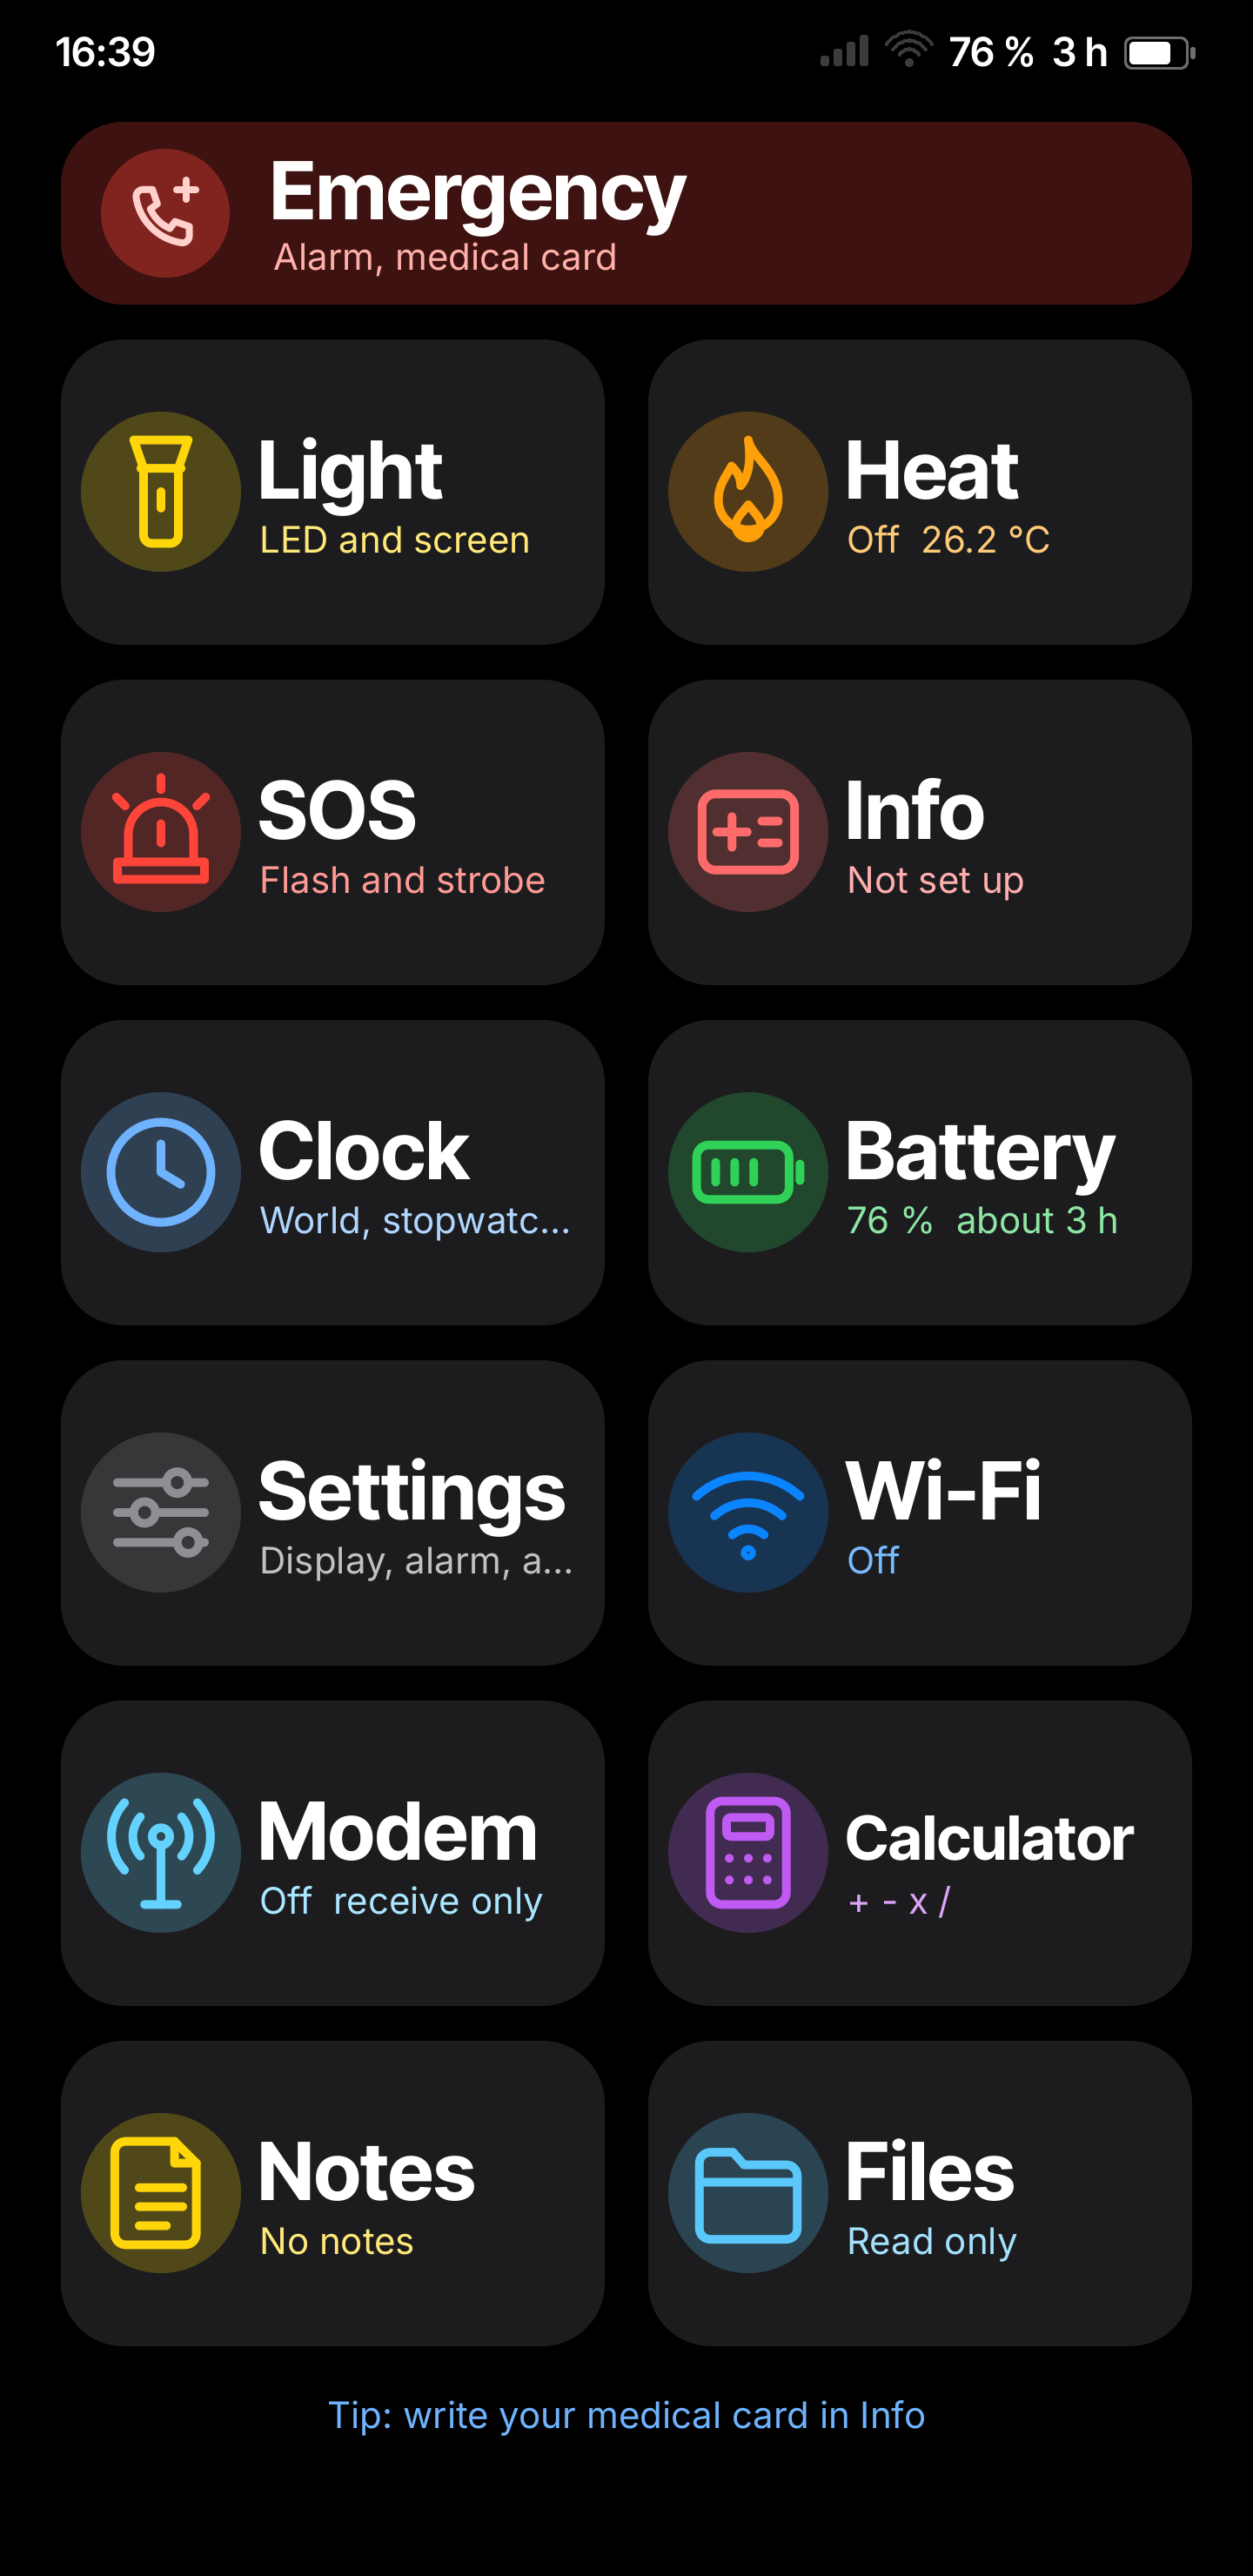 16:39 76 % 3 h
Emergency
Alarm, medical card
Light
LED and screen
Heat
Off 26.2 °C
SOS
Flash and strobe
Info
Not set up
Clock
World, stopwatc...
Battery
76 % about 3 h
Settings
Display, alarm, a...
Wi-Fi
Off
Modem
Off receive only
Calculator
+ - x /
Notes
No notes
Files
Read only
Tip: write your medical card in Info